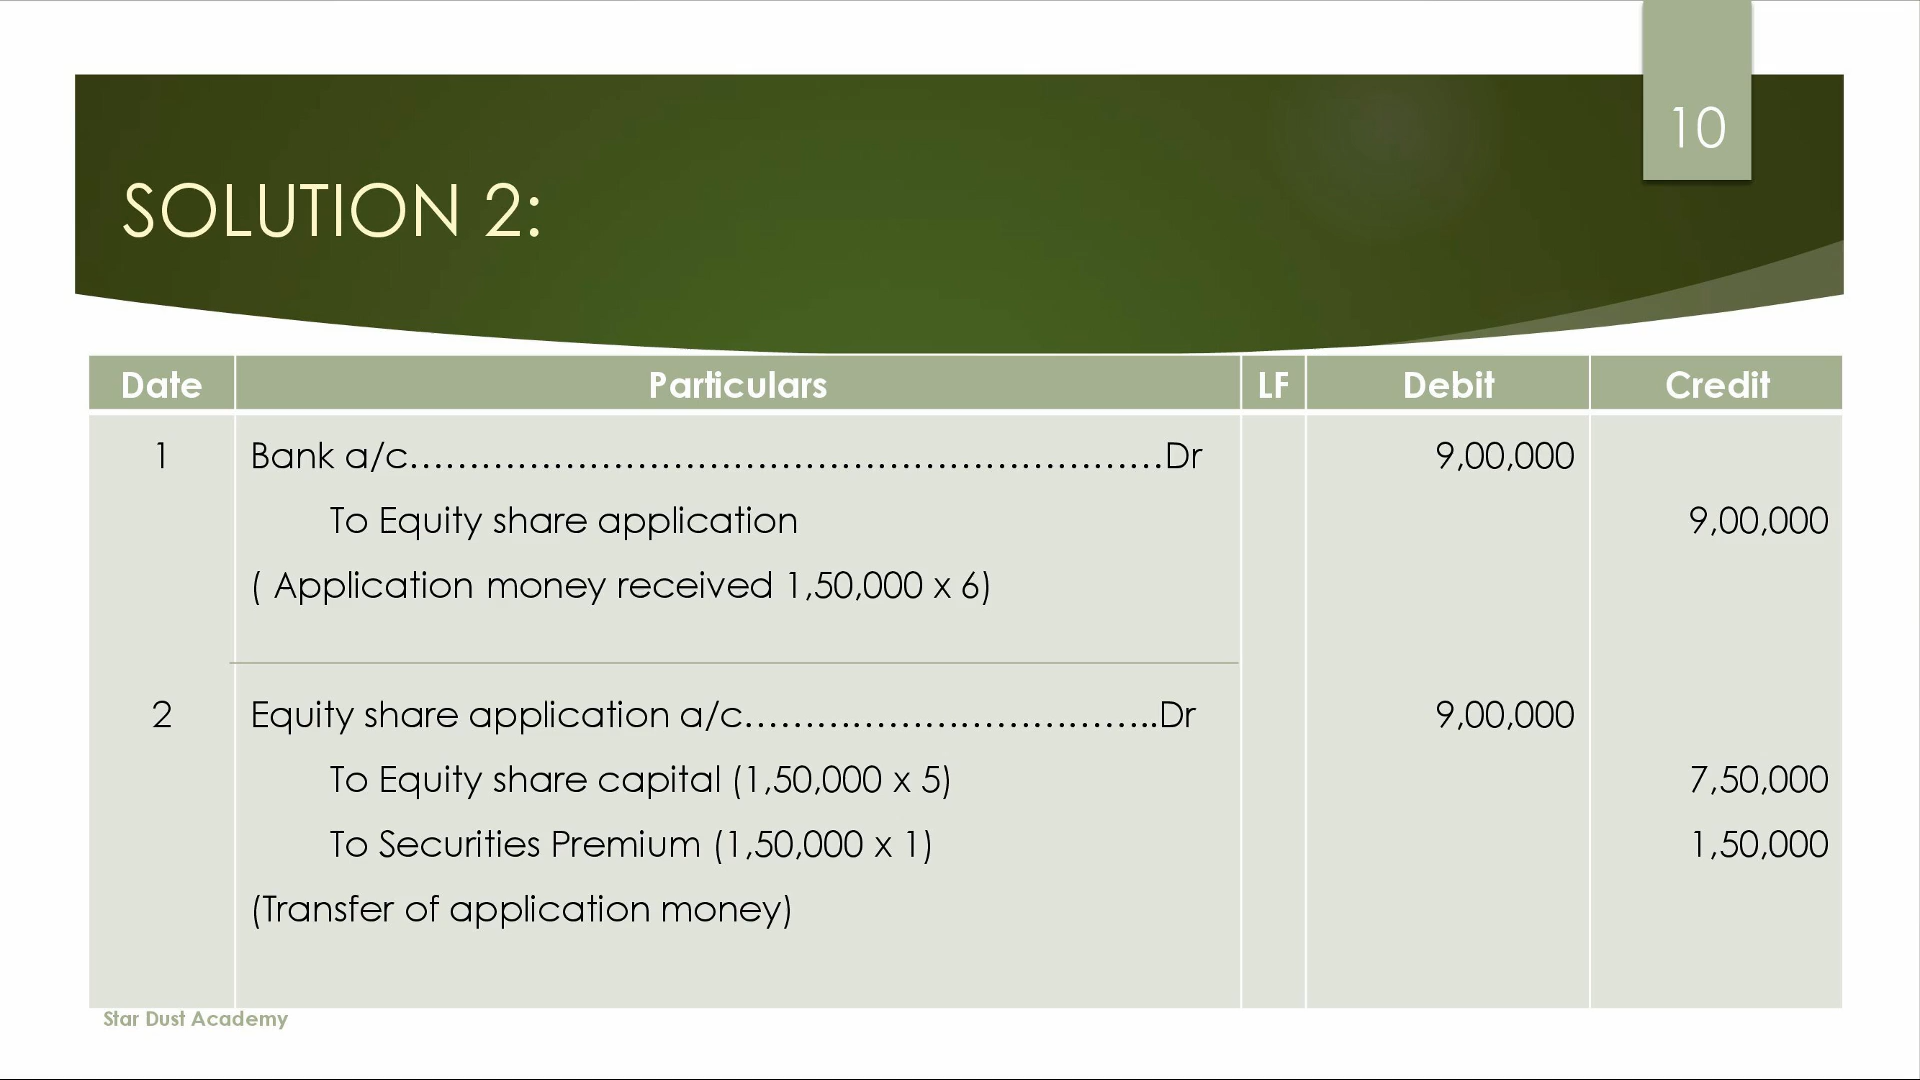 10
SOLUTION 2:
Date Particulars LF Debit Credit
1 Bank a/c………………………………………………………Dr 9,00,000
To Equity share application 9,00,000
( Application money received 1,50,000 x 6)
2 Equity share application a/c……………………………..Dr 9,00,000
To Equity share capital (1,50,000 x 5) 7,50,000
To Securities Premium (1,50,000 x 1) 1,50,000
(Transfer of application money)
Star Dust Academy